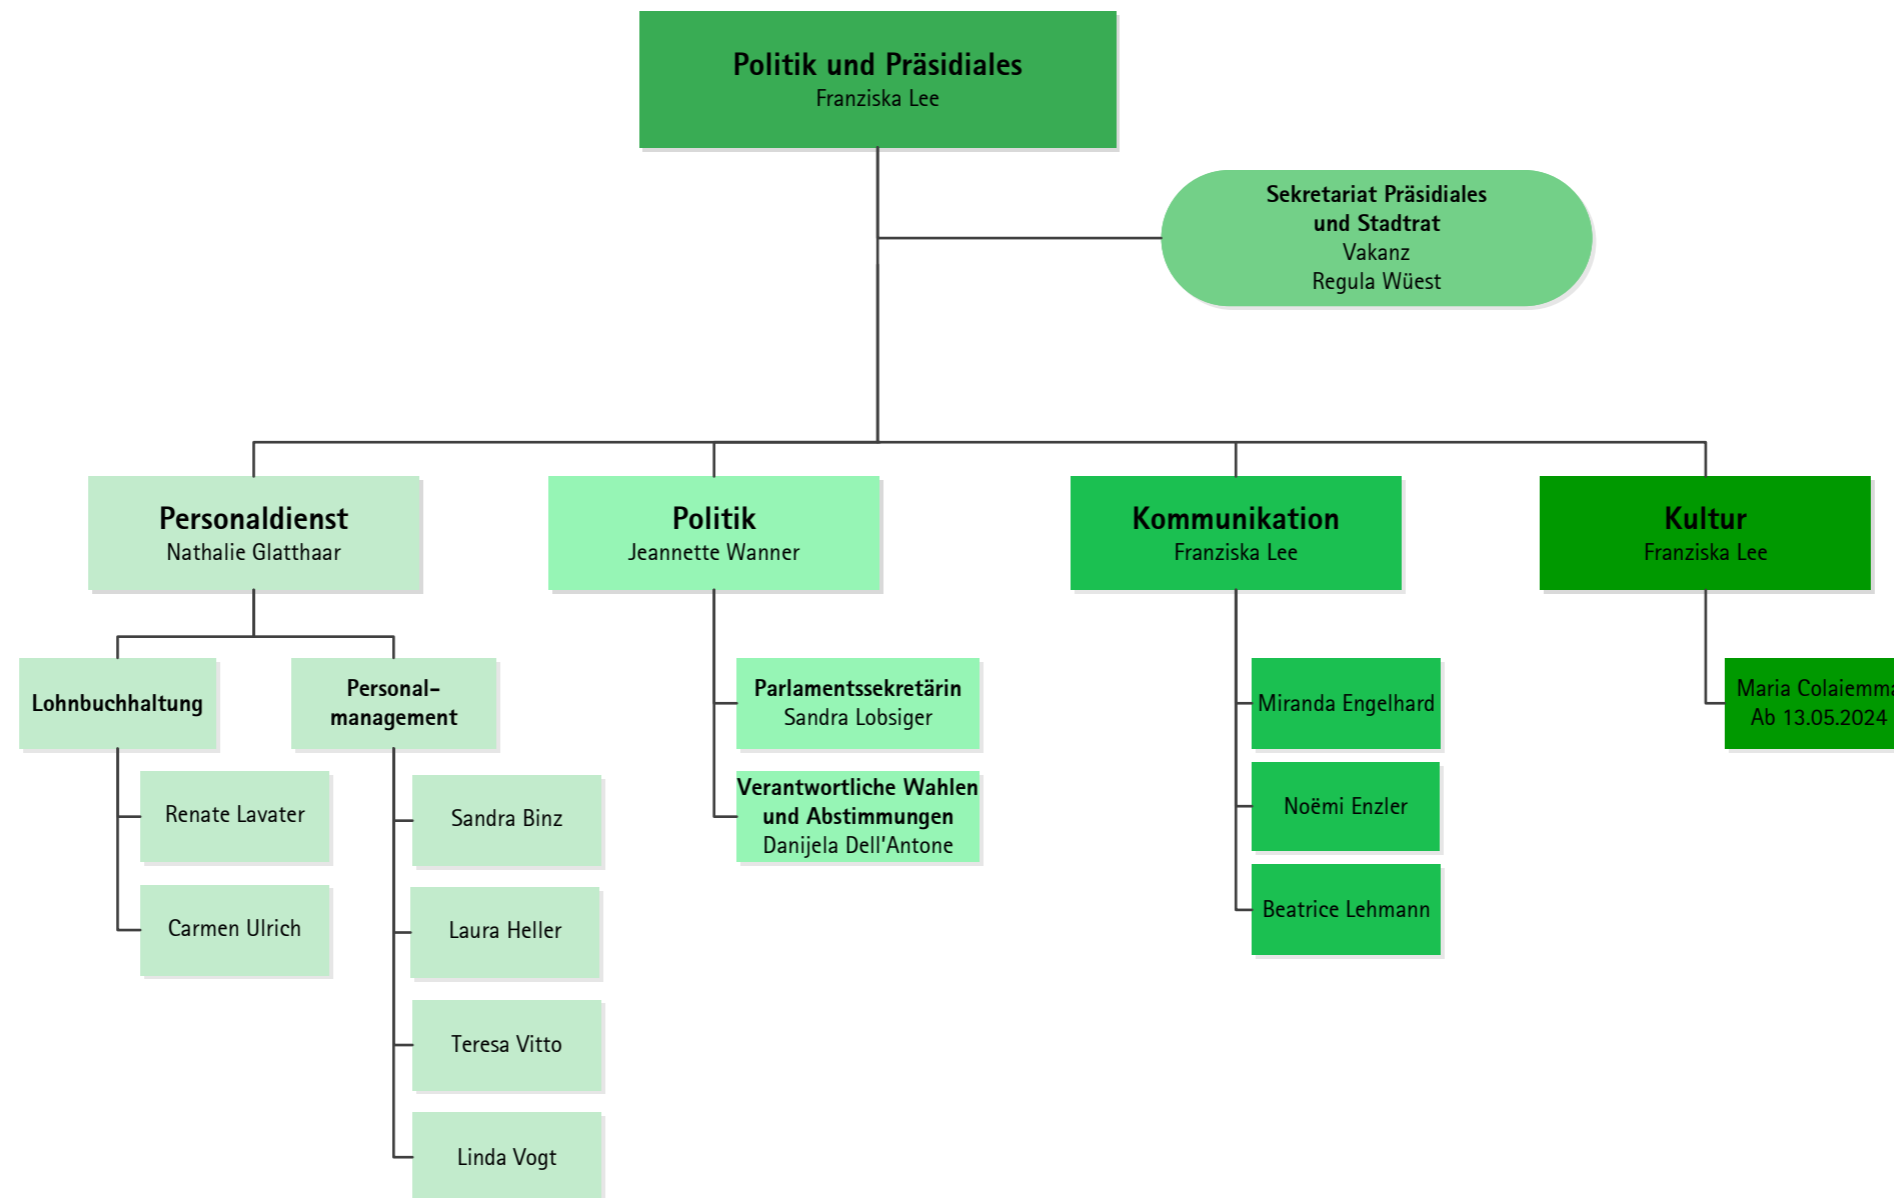 Politik und Präsidiales
Franziska Lee
Sekretariat Präsidiales
und Stadtrat
Vakanz
Regula Wüest
Personaldienst
Nathalie Glatthaar
Politik
Jeannette Wanner
Kommunikation
Franziska Lee
Kultur
Franziska Lee
Lohnbuchhaltung
Personal-
management
Parlamentssekretärin
Sandra Lobsiger
Miranda Engelhard
Maria Colaiemma
Ab 13.05.2024
Renate Lavater
Sandra Binz
Verantwortliche Wahlen
und Abstimmungen
Danijela Dell'Antone
Noëmi Enzler
Carmen Ulrich
Laura Heller
Beatrice Lehmann
Teresa Vitto
Linda Vogt